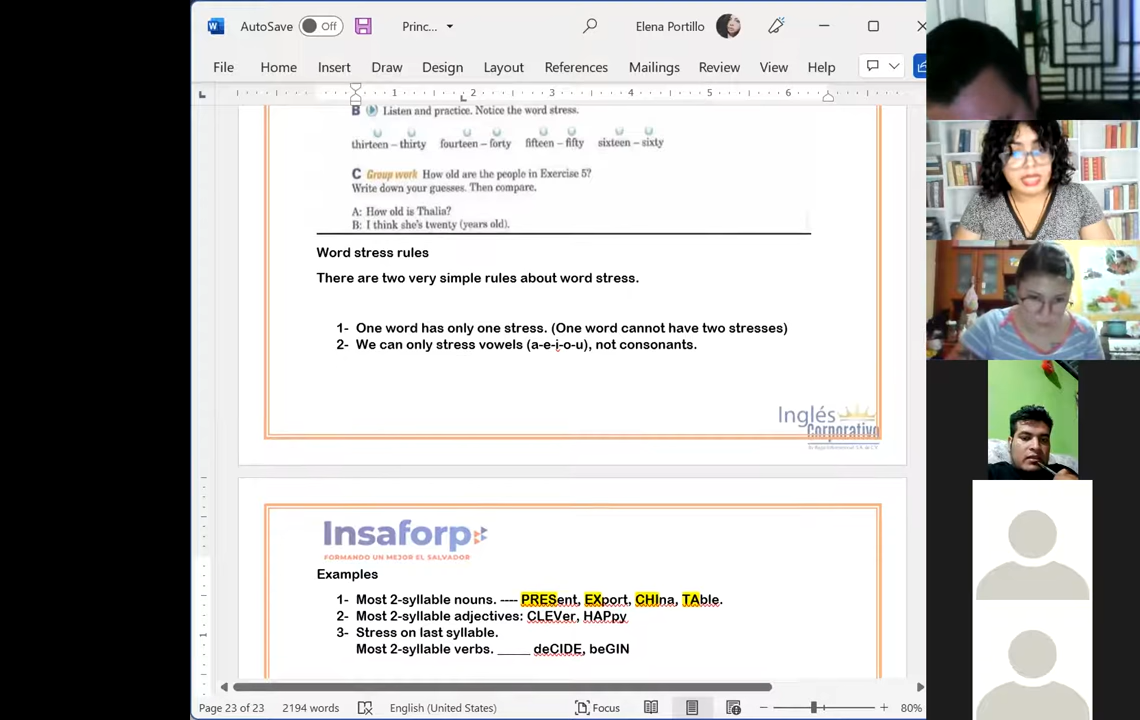 AutoSave Off Princ... Elena Portillo
File Home Insert Draw Design Layout References Mailings Review View Help
1 2 3 4 5 6
B Listen and practice. Notice the word stress.
thirteen – thirty fourteen – forty fifteen – fifty sixteen – sixty
C Group work How old are the people in Exercise 5?
Write down your guesses. Then compare.
A: How old is Thalia?
B: I think she's twenty (years old).
Word stress rules
There are two very simple rules about word stress.
1- One word has only one stress. (One word cannot have two stresses)
2- We can only stress vowels (a-e-i-o-u), not consonants.
Inglés
Corporativo
Insaforp
FORMANDO UN MEJOR EL SALVADOR
Examples
1- Most 2-syllable nouns. ---- PRESent, EXport, CHIna, TAble.
2- Most 2-syllable adjectives: CLEVer, HAPpy
3- Stress on last syllable.
Most 2-syllable verbs. _____ deCIDE, beGIN
Page 23 of 23 2194 words English (United States) Focus 80%